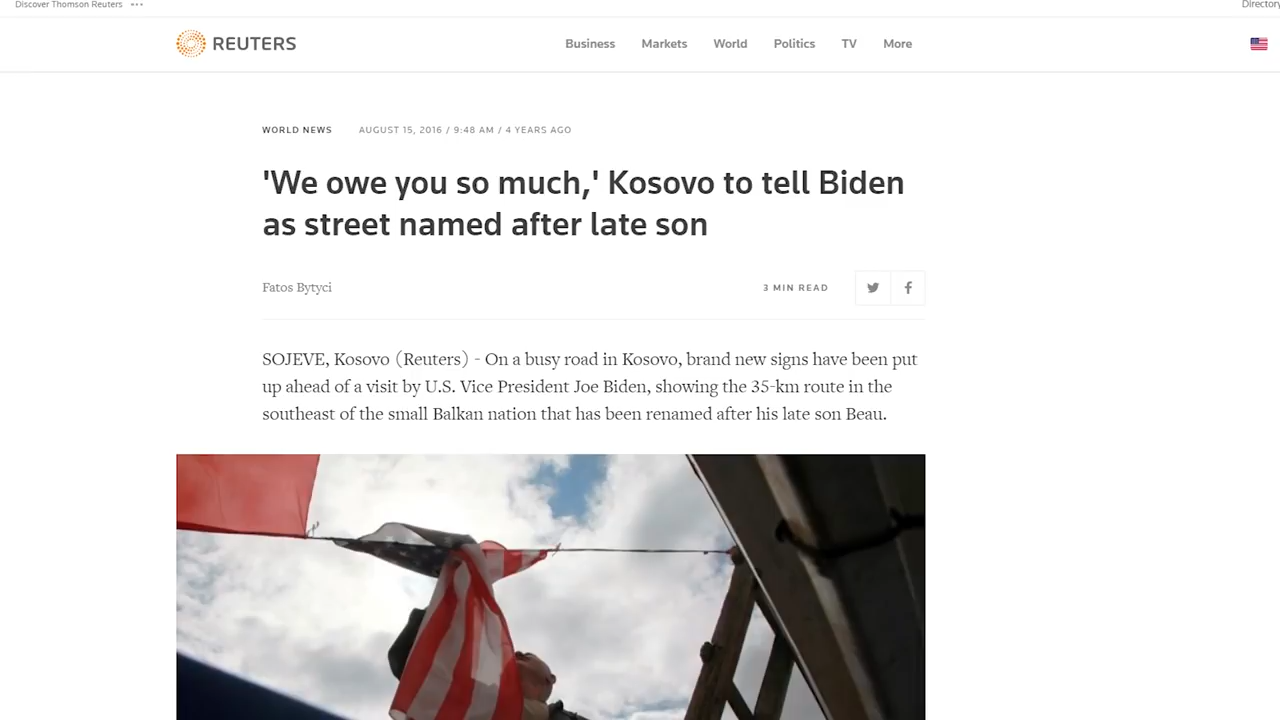 Discover Thomson Reuters
Directory
REUTERS
Business Markets World Politics TV More
WORLD NEWS AUGUST 15, 2016 / 9:48 AM / 4 YEARS AGO
'We owe you so much,' Kosovo to tell Biden
as street named after late son
Fatos Bytyci
3 MIN READ
SOJEVE, Kosovo (Reuters) - On a busy road in Kosovo, brand new signs have been put
up ahead of a visit by U.S. Vice President Joe Biden, showing the 35-km route in the
southeast of the small Balkan nation that has been renamed after his late son Beau.